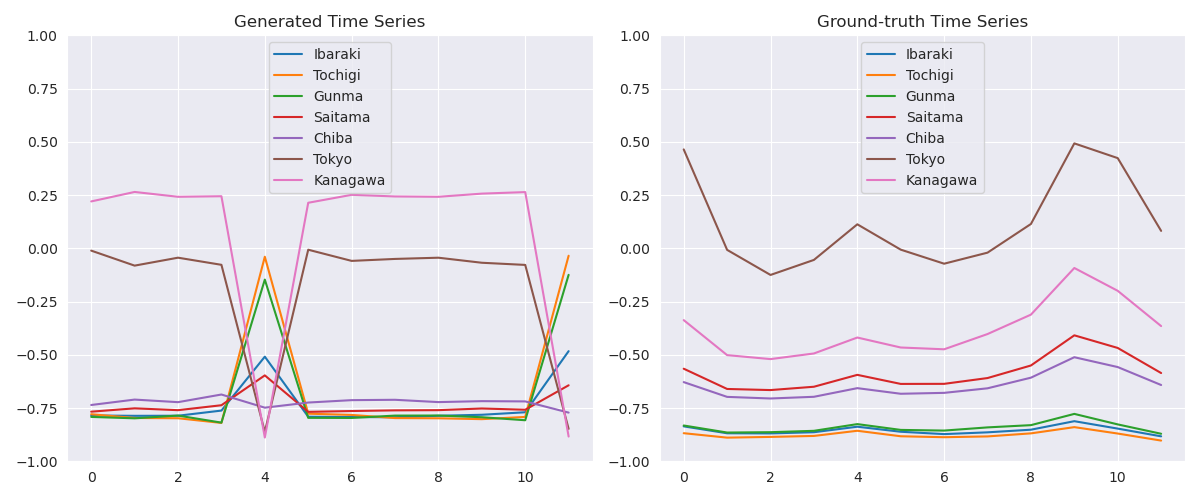 Generated Time Series
1.00
0.75
0.50
0.25
0.00
−0.25
−0.50
−0.75
−1.00
0 2 4 6 8 10
Ibaraki
Tochigi
Gunma
Saitama
Chiba
Tokyo
Kanagawa
Ground-truth Time Series
1.00
0.75
0.50
0.25
0.00
−0.25
−0.50
−0.75
−1.00
0 2 4 6 8 10
Ibaraki
Tochigi
Gunma
Saitama
Chiba
Tokyo
Kanagawa